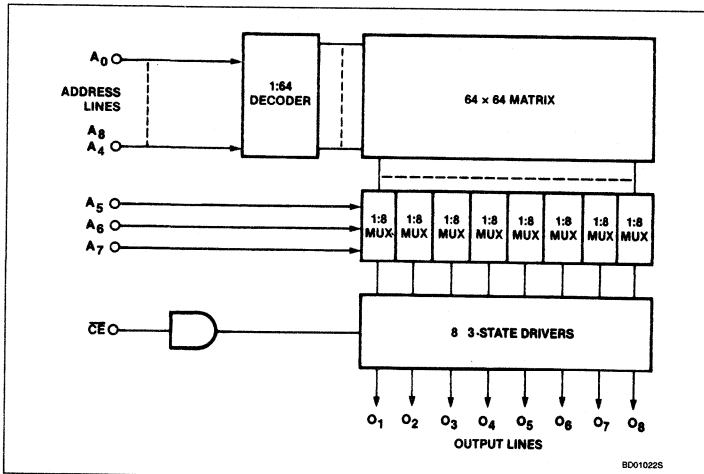 A0
ADDRESS
LINES
A8
A4
1:64
DECODER
64 × 64 MATRIX
A5
A6
A7
1:8
MUX
1:8
MUX
1:8
MUX
1:8
MUX
1:8
MUX
1:8
MUX
1:8
MUX
1:8
MUX
CE
8 3-STATE DRIVERS
O1 O2 O3 O4 O5 O6 O7 O8
OUTPUT LINES
BD01022S